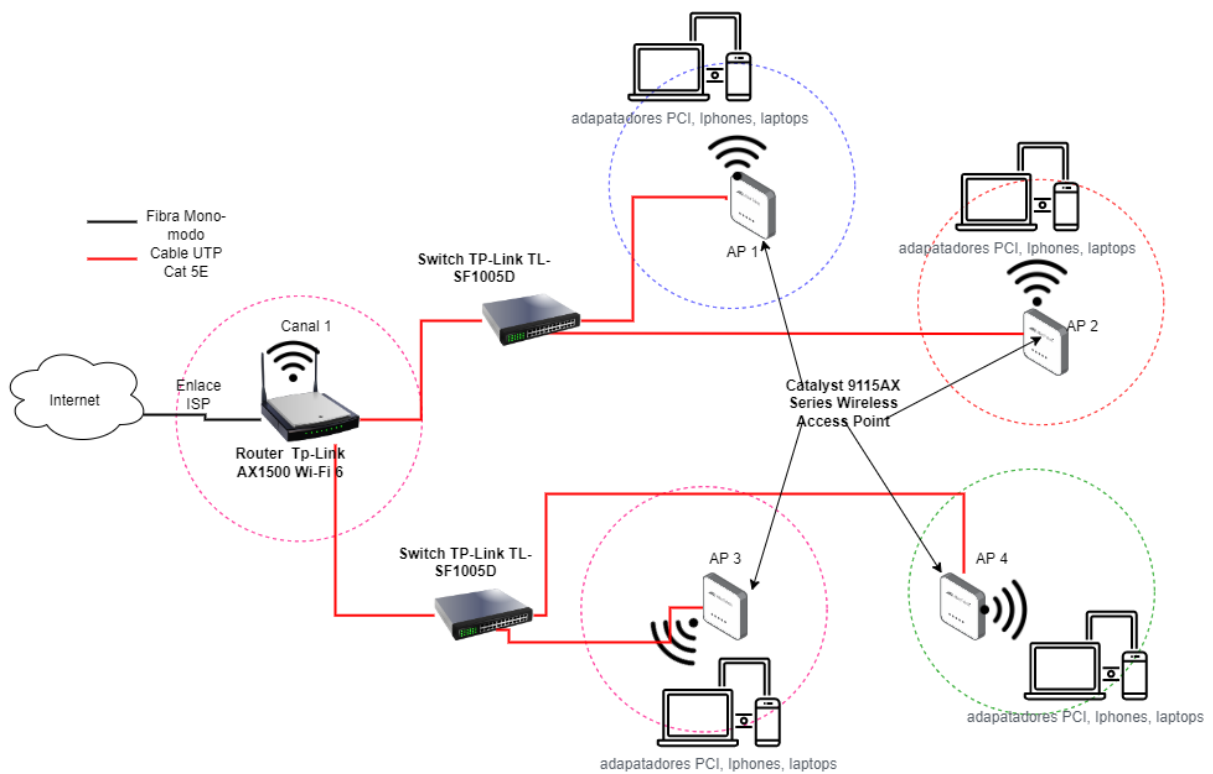 adapatadores PCI, Iphones, laptops
adapatadores PCI, Iphones, laptops
Fibra Mono-
modo
Cable UTP
Cat 5E
AP 1
Switch TP-Link TL-
SF1005D
AP 2
Canal 1
Internet
Enlace
ISP
Catalyst 9115AX
Series Wireless
Access Point
Router Tp-Link
AX1500 Wi-Fi 6
Switch TP-Link TL-
SF1005D
AP 3
AP 4
adapatadores PCI, Iphones, laptops
adapatadores PCI, Iphones, laptops